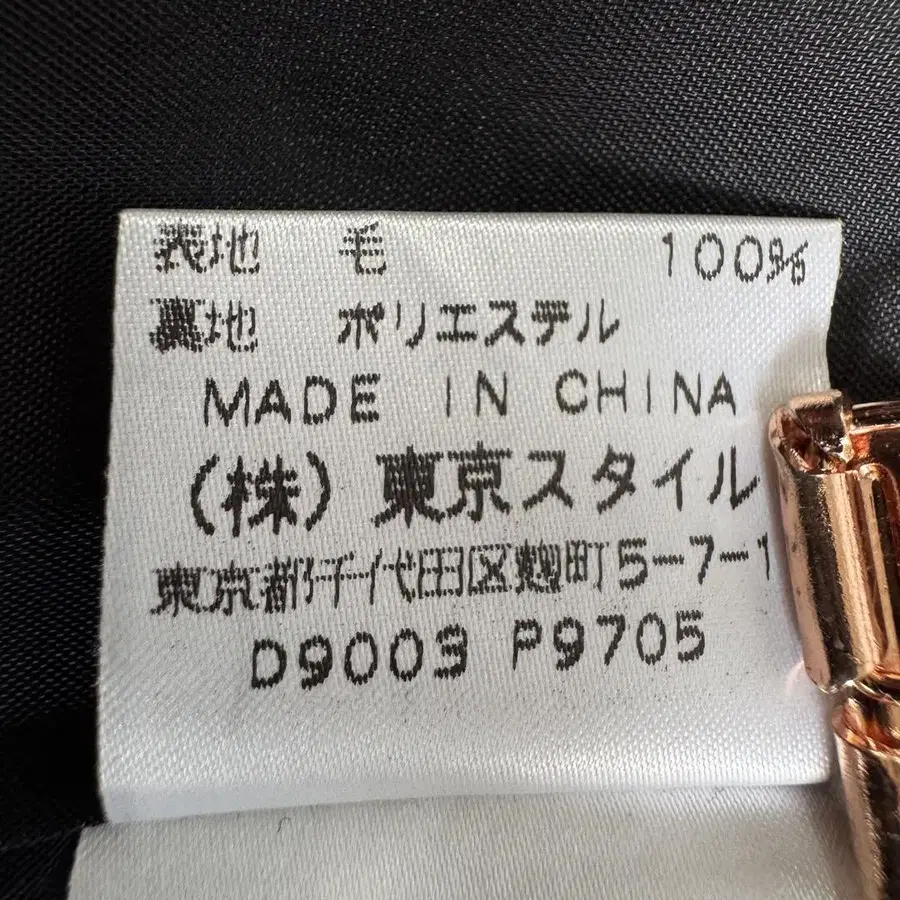 表地 毛 100%
裏地 ポリエステル
MADE IN CHINA
(株)東京スタイル
東京都千代田区麹町5-7-1
D9003 P9705